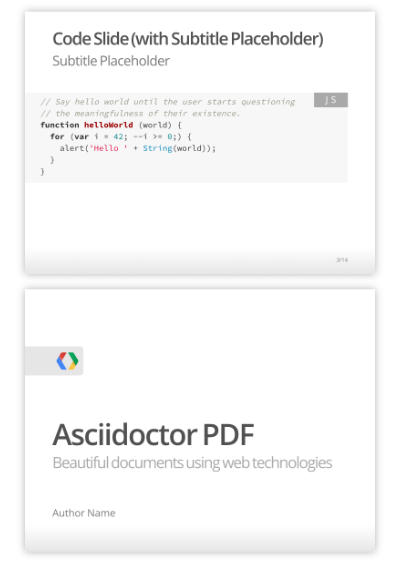 Code Slide (with Subtitle Placeholder)
Subtitle Placeholder
JS
// Say hello world until the user starts questioning
// the meaningfulness of their existence.
function helloWorld (world) {
  for (var i = 42; --i >= 0;) {
    alert('Hello ' + String(world));
  }
}
3/14
Asciidoctor PDF
Beautiful documents using web technologies
Author Name